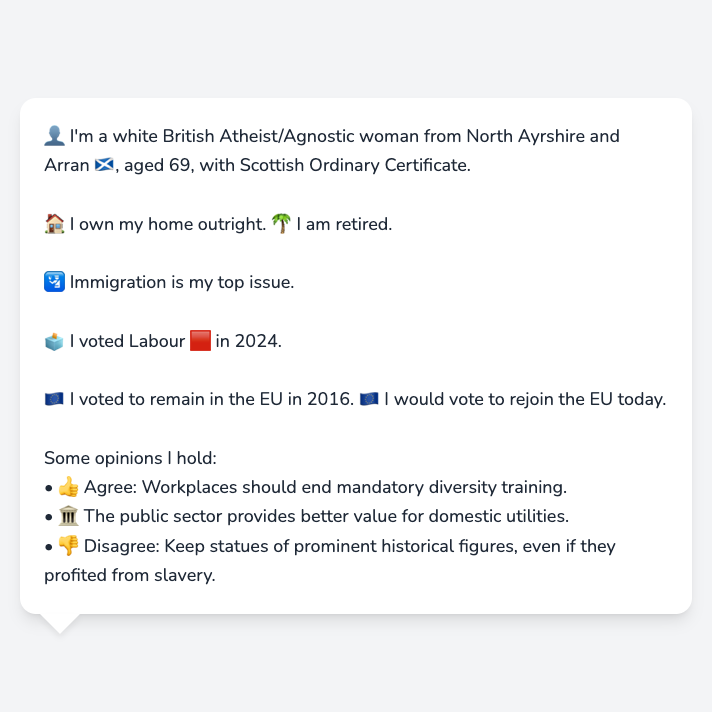 👤 I'm a white British Atheist/Agnostic woman from North Ayrshire and
Arran 🏴󠁧󠁢󠁳󠁣󠁴󠁿, aged 69, with Scottish Ordinary Certificate.
🏠 I own my home outright. 🌴 I am retired.
🛂 Immigration is my top issue.
🗳️ I voted Labour 🟥 in 2024.
🇪🇺 I voted to remain in the EU in 2016. 🇪🇺 I would vote to rejoin the EU today.
Some opinions I hold:
• 👍 Agree: Workplaces should end mandatory diversity training.
• 🏛️ The public sector provides better value for domestic utilities.
• 👎 Disagree: Keep statues of prominent historical figures, even if they
profited from slavery.